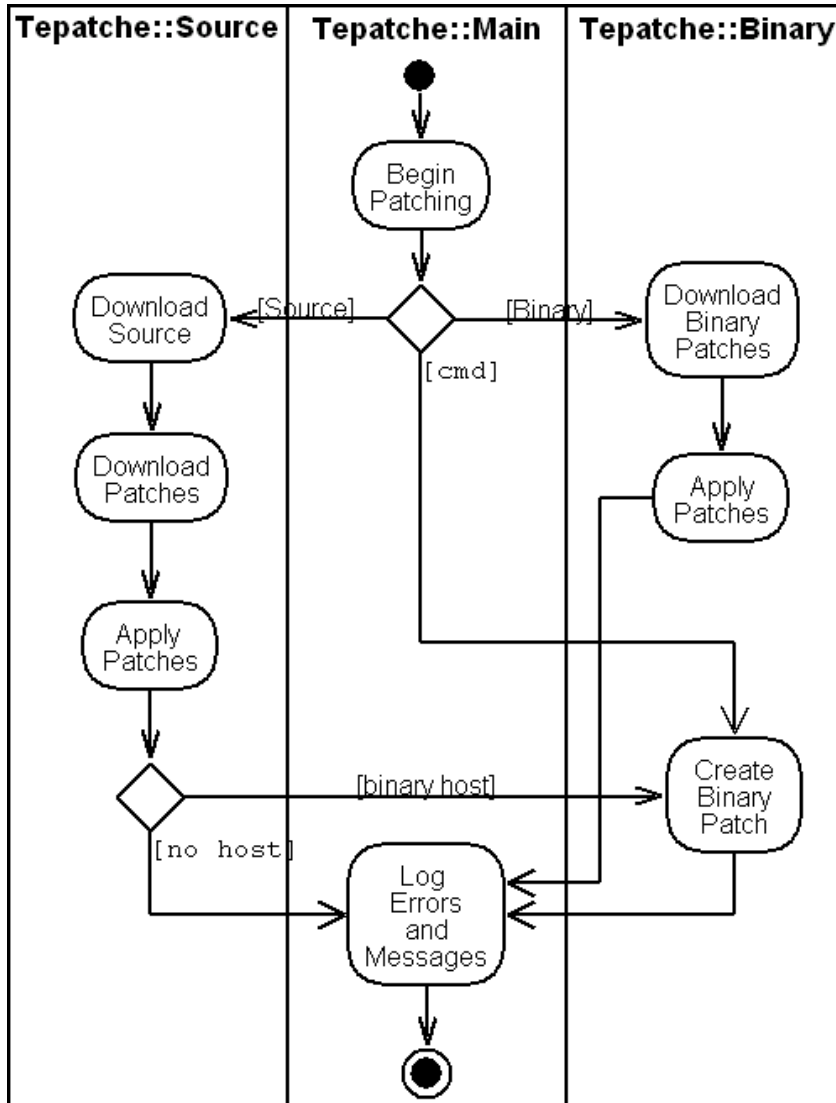 Tepatche::Source
Tepatche::Main
Tepatche::Binary
Begin
Patching
Download
Source
[Source]
[Binary]
Download
Binary
Patches
[cmd]
Download
Patches
Apply
Patches
Apply
Patches
[binary host]
Create
Binary
Patch
[no host]
Log
Errors
and
Messages